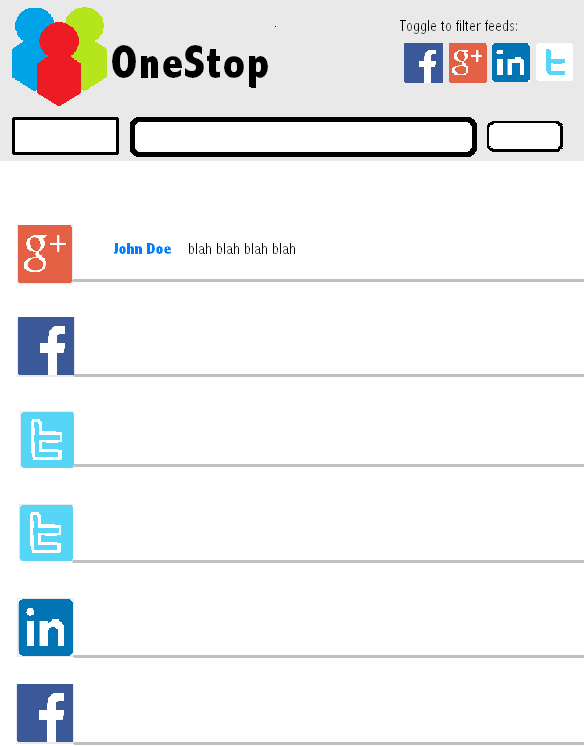 Toggle to filter feeds:
OneStop
f g+ in t
g+
John Doe blah blah blah blah
f
t
t
in
f